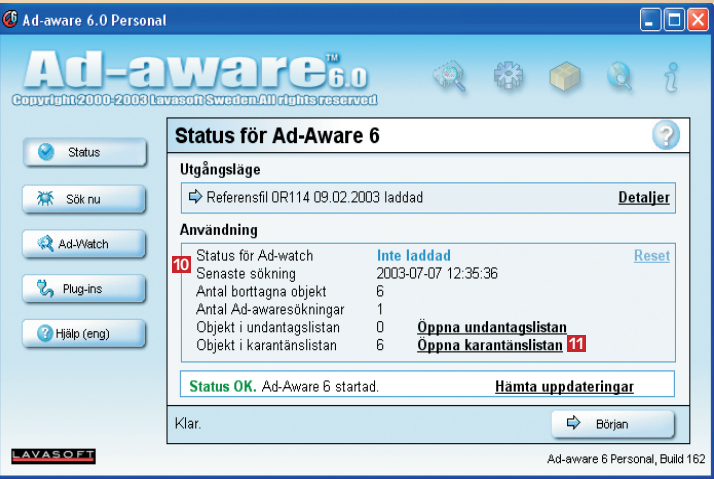 Ad-aware 6.0 Personal
Ad-aware 6.0 TM
Copyright 2000-2003 Lavasoft Sweden. All rights reserved
Status
Sök nu
Ad-Watch
Plug-ins
Hjälp (eng)
Status för Ad-Aware 6
Utgångsläge
Referensfil 0R114 09.02.2003 laddad Detaljer
Användning
10
Status för Ad-watch Inte laddad Reset
Senaste sökning 2003-07-07 12:35:36
Antal borttagna objekt 6
Antal Ad-awaresökningar 1
Objekt i undantagslistan 0 Öppna undantagslistan
Objekt i karantänslistan 6 Öppna karantänslistan 11
Status OK. Ad-Aware 6 startad. Hämta uppdateringar
Klar. Början
LAVASOFT
Ad-aware 6 Personal, Build 162